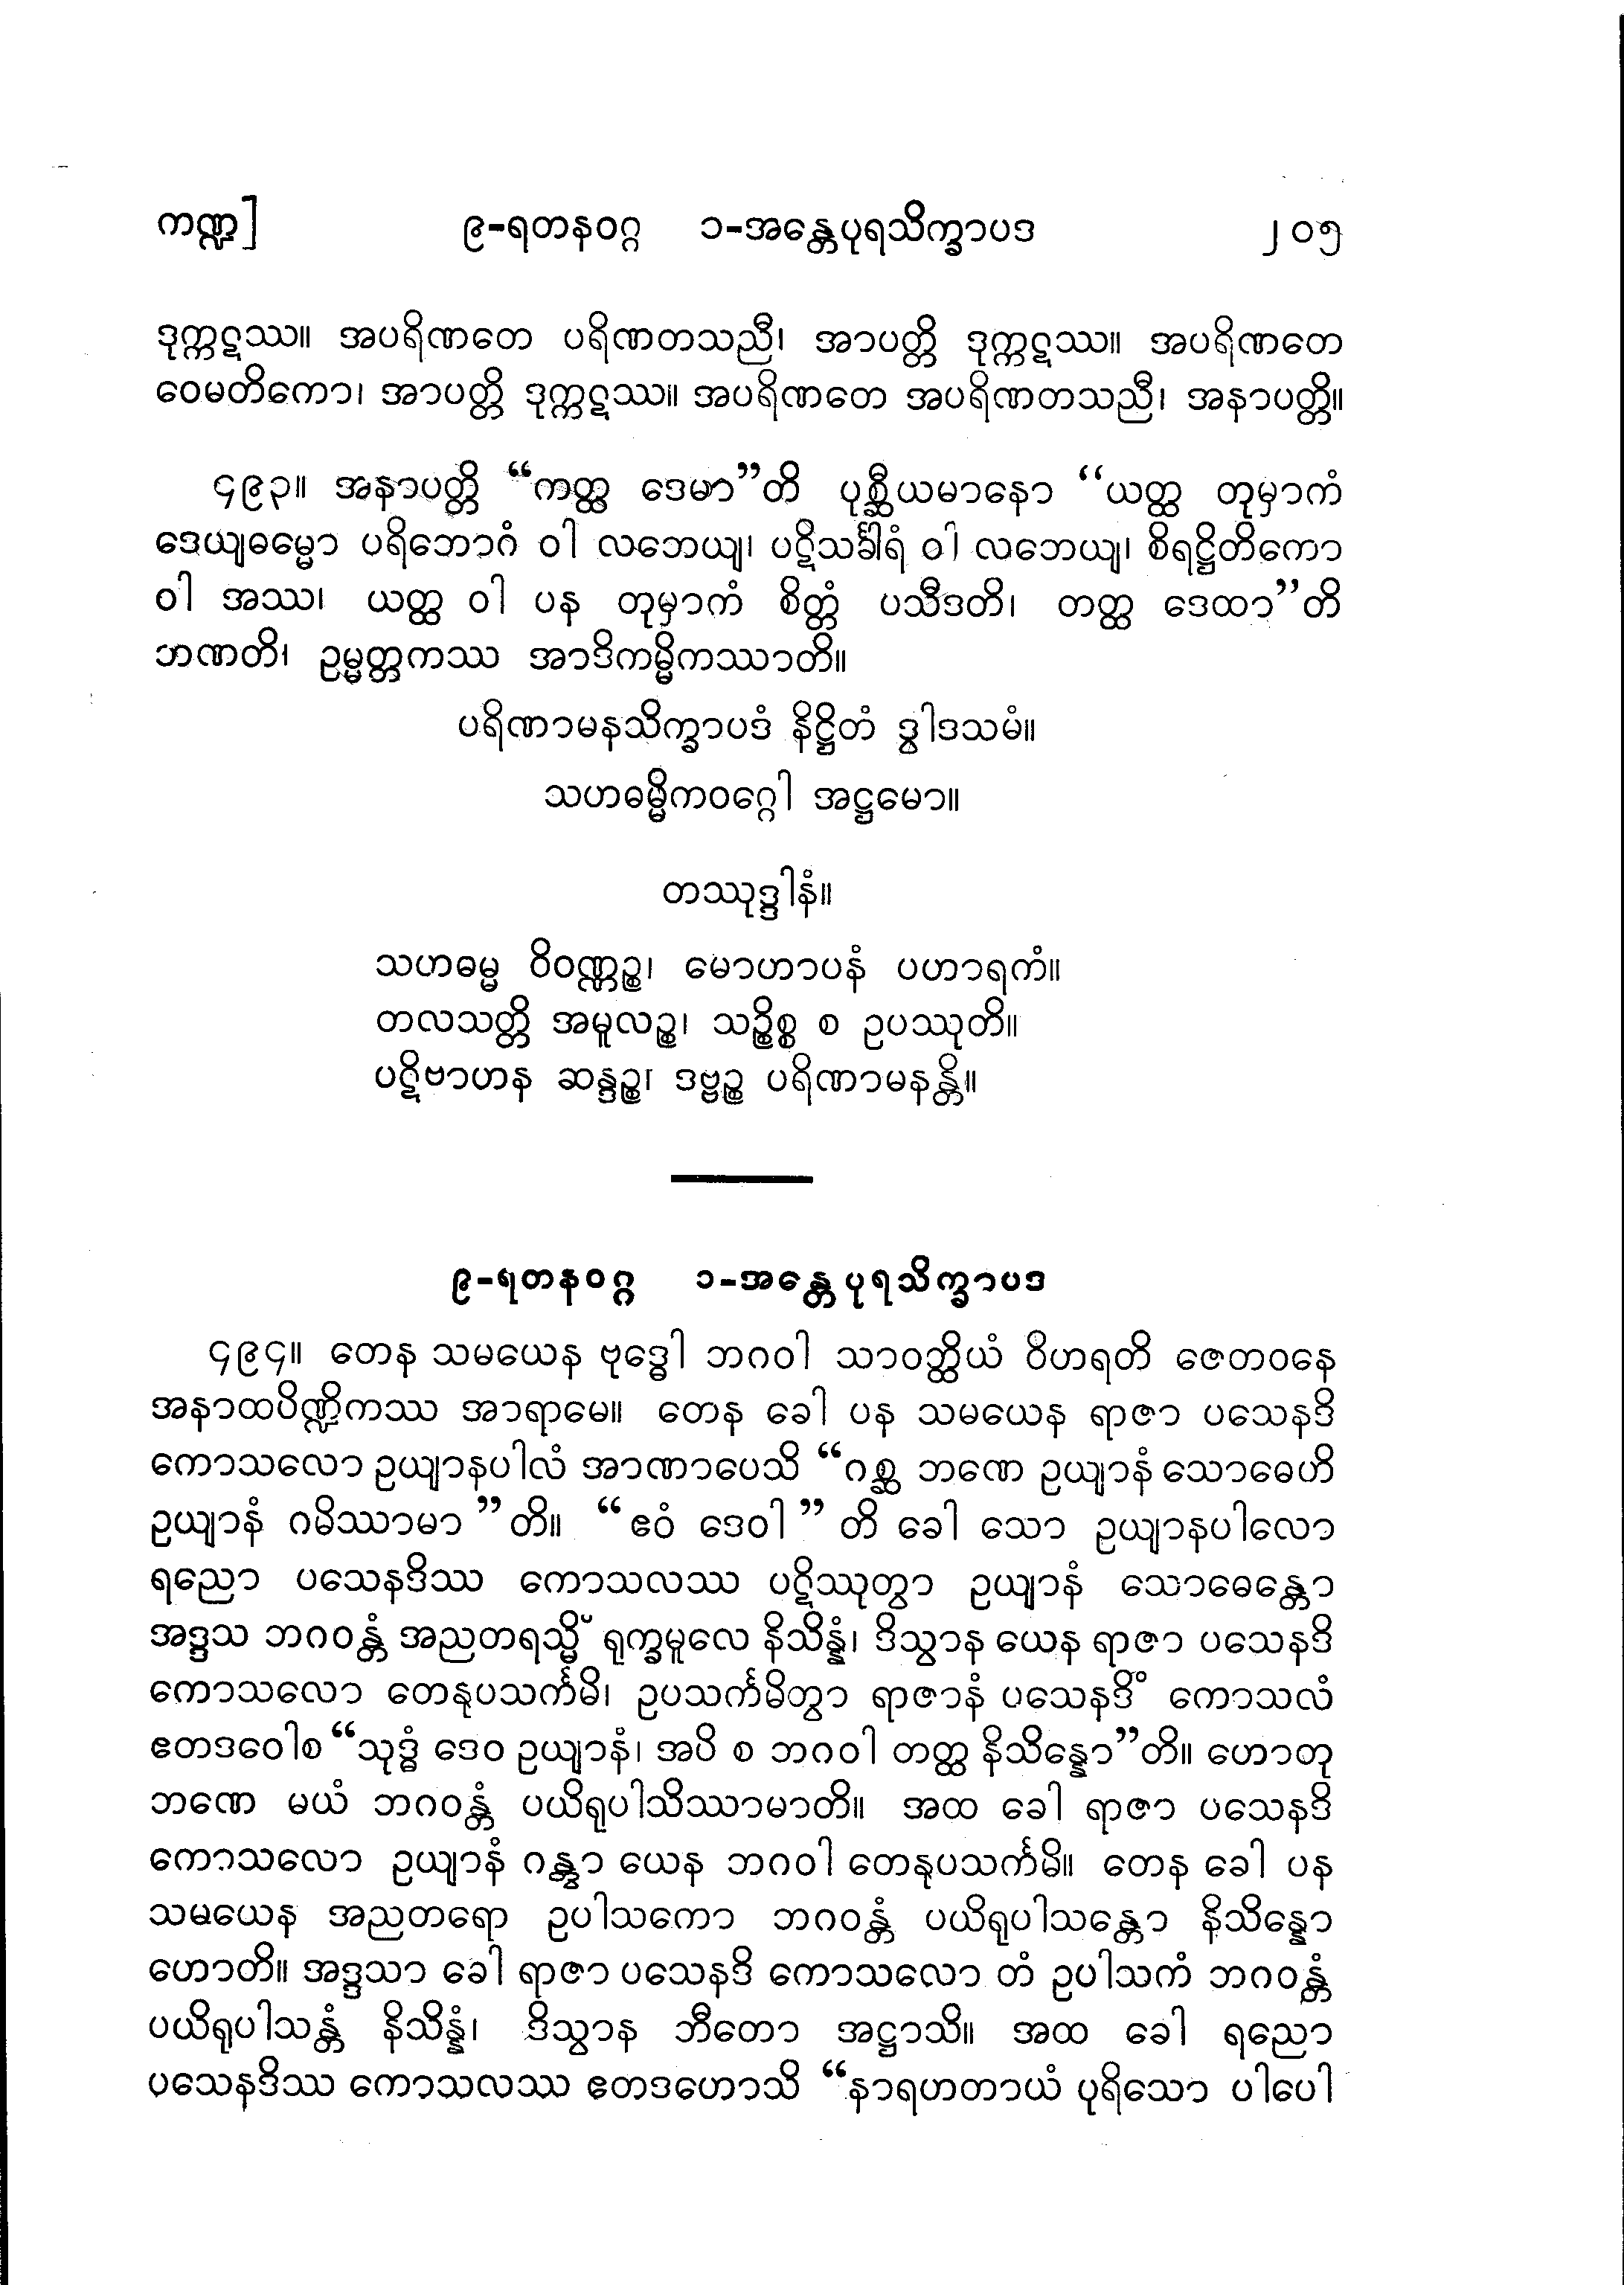 ကဏ္ဍ] ၉-ရတနဝဂ္ဂ ၁-အန္တေပုရသိက္ခာပဒ ၂၀၅
ဒုက္ကဋဿ။ အပရိဏတေ ပရိဏတသညီ၊ အာပတ္တိ ဒုက္ကဋဿ။ အပရိဏတေ
ဝေမတိကော၊ အာပတ္တိ ဒုက္ကဋဿ။ အပရိဏတေ အပရိဏတသညီ၊ အနာပတ္တိ။
၄၉၃။ အနာပတ္တိ “ကတ္ထ ဒေမာ”တိ ပုစ္ဆီယမာနော “ယတ္ထ တုမှာကံ
ဒေယျဓမ္မော ပရိဘောဂံ ဝါ လဘေယျ၊ ပဋိသင်္ခါရံ ဝါ လဘေယျ၊ စိရဋ္ဌိတိကော
ဝါ အဿ၊ ယတ္ထ ဝါ ပန တုမှာကံ စိတ္တံ ပသီဒတိ၊ တတ္ထ ဒေထာ”တိ
ဘဏတိ၊ ဥမ္မတ္တကဿ အာဒိကမ္မိကဿာတိ။
ပရိဏာမနသိက္ခာပဒံ နိဋ္ဌိတံ ဒွါဒသမံ။
သဟဓမ္မိကဝဂ္ဂေါ အဋ္ဌမော။
တဿုဒ္ဒါနံ။
သဟဓမ္မ ဝိဝဏ္ဏဉ္စ၊ မောဟာပနံ ပဟာရကံ။
တလသတ္တိ အမူလဉ္စ၊ သဉ္စိစ္စ စ ဥပဿုတိ။
ပဋိဗာဟန ဆန္ဒဉ္စ၊ ဒဗ္ဗဉ္စ ပရိဏာမနန္တိ။
၉-ရတနဝဂ္ဂ ၁-အန္တေပုရသိက္ခာပဒ
၄၉၄။ တေန သမယေန ဗုဒ္ဓေါ ဘဂဝါ သာဝတ္ထိယံ ဝိဟရတိ ဇေတဝနေ
အနာထပိဏ္ဍိကဿ အာရာမေ။ တေန ခေါ ပန သမယေန ရာဇာ ပသေနဒိ
ကောသလော ဥယျာနပါလံ အာဏာပေသိ “ဂစ္ဆ ဘဏေ ဥယျာနံ သောဓေဟိ
ဥယျာနံ ဂမိဿာမာ”တိ။ “ဧဝံ ဒေဝါ”တိ ခေါ သော ဥယျာနပါလော
ရညော ပသေနဒိဿ ကောသလဿ ပဋိဿုတွာ ဥယျာနံ သောဓေန္တော
အဒ္ဒသ ဘဂဝန္တံ အညတရသ္မိံ ရုက္ခမူလေ နိသိန္နံ၊ ဒိသွာန ယေန ရာဇာ ပသေနဒိ
ကောသလော တေနုပသင်္ကမိ၊ ဥပသင်္ကမိတွာ ရာဇာနံ ပသေနဒိံ ကောသလံ
ဧတဒဝေါစ “သုဒ္ဓံ ဒေဝ ဥယျာနံ၊ အပိ စ ဘဂဝါ တတ္ထ နိသိန္နော”တိ။ ဟောတု
ဘဏေ မယံ ဘဂဝန္တံ ပယိရုပါသိဿာမာတိ။ အထ ခေါ ရာဇာ ပသေနဒိ
ကောသလော ဥယျာနံ ဂန္တွာ ယေန ဘဂဝါ တေနုပသင်္ကမိ။ တေန ခေါ ပန
သမယေန အညတရော ဥပါသကော ဘဂဝန္တံ ပယိရုပါသန္တော နိသိန္နော
ဟောတိ။ အဒ္ဒသာ ခေါ ရာဇာ ပသေနဒိ ကောသလော တံ ဥပါသကံ ဘဂဝန္တံ
ပယိရုပါသန္တံ နိသိန္နံ၊ ဒိသွာန ဘီတော အဋ္ဌာသိ။ အထ ခေါ ရညော
ပသေနဒိဿ ကောသလဿ ဧတဒဟောသိ “နာရဟတာယံ ပုရိသော ပါပေါ